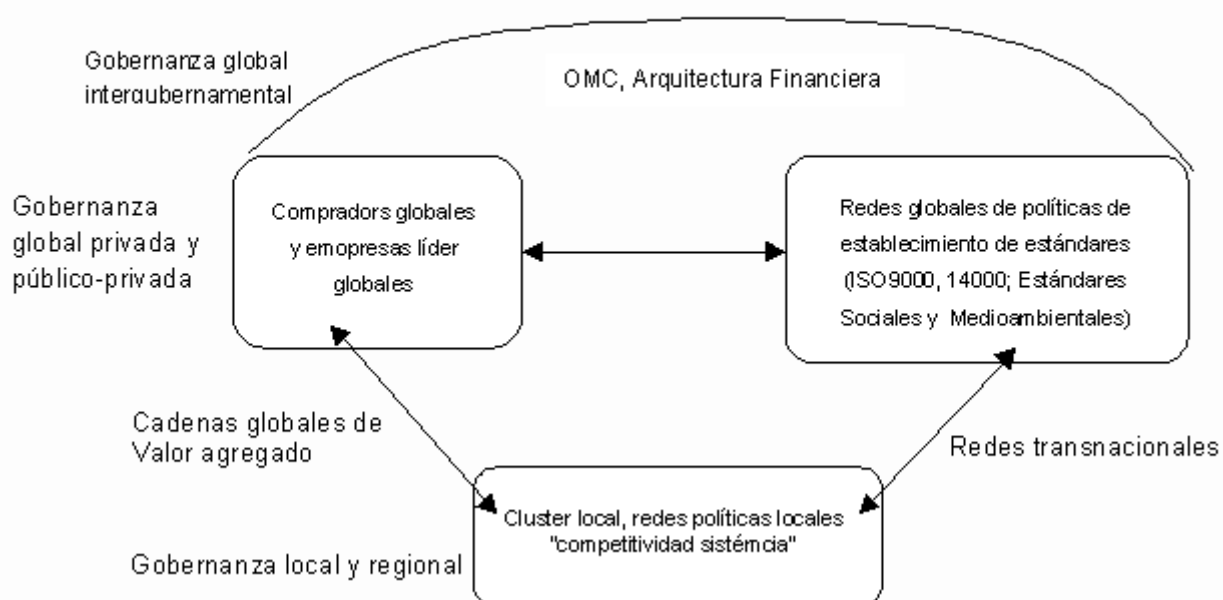 Gobernanza global
intergubernamental
OMC, Arquitectura Financiera
Gobernanza
global privada y
público-privada
Compradors globales
y emopresas líder
globales
Redes globales de políticas de
establecimiento de estándares
(ISO9000, 14000; Estándares
Sociales y Medioambientales)
Cadenas globales de
Valor agregado
Redes transnacionales
Cluster local, redes políticas locales
"competitividad sistémcia"
Gobernanza local y regional